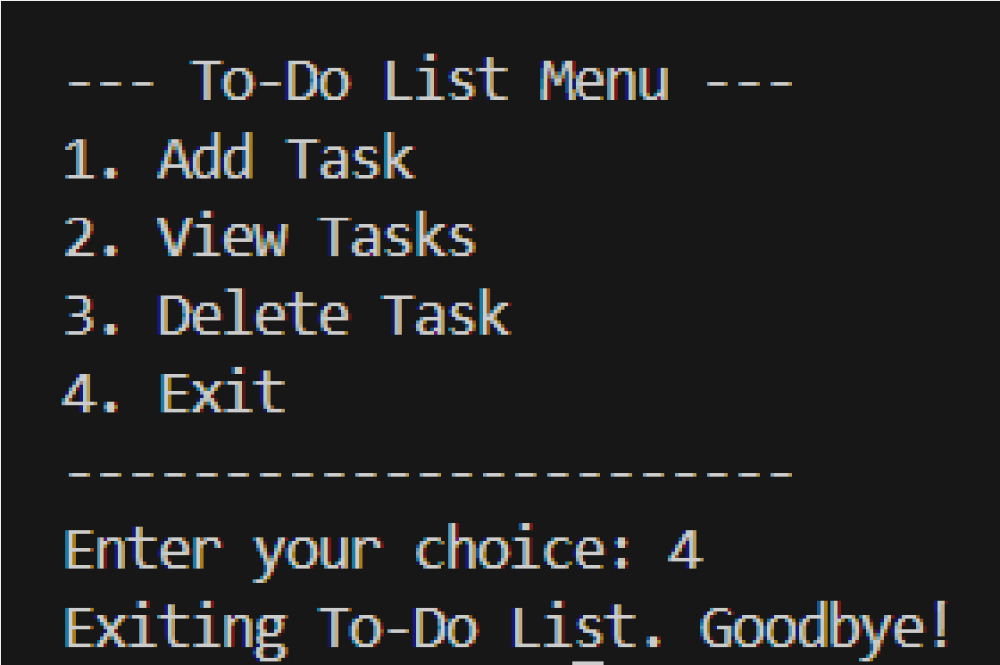 --- To-Do List Menu ---
1. Add Task
2. View Tasks
3. Delete Task
4. Exit
------------------------
Enter your choice: 4
Exiting To-Do List. Goodbye!